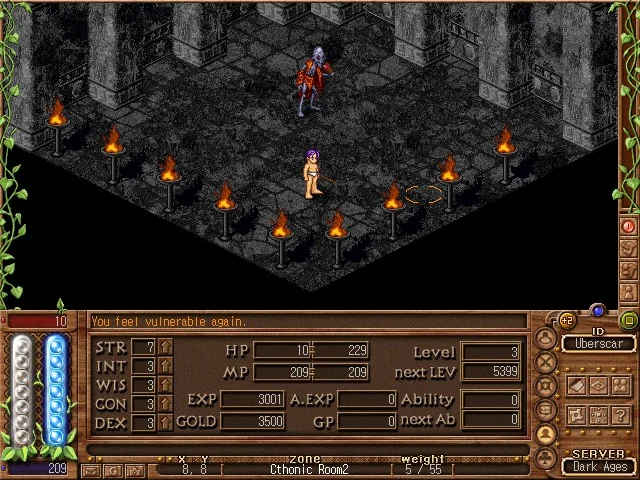 10
You feel vulnerable again.
+2
ID
Uberscar
STR 7
INT 3
WIS 3
CON 3
DEX 3
HP 10 229
MP 209 209
Level 3
next LEV 5399
EXP 3001 A.EXP 0
Ability 0
GOLD 3500 GP 0
next Ab 0
209
X Y zone weight
8, 8 Cthonic Room2 5 / 55
SERVER
Dark Ages